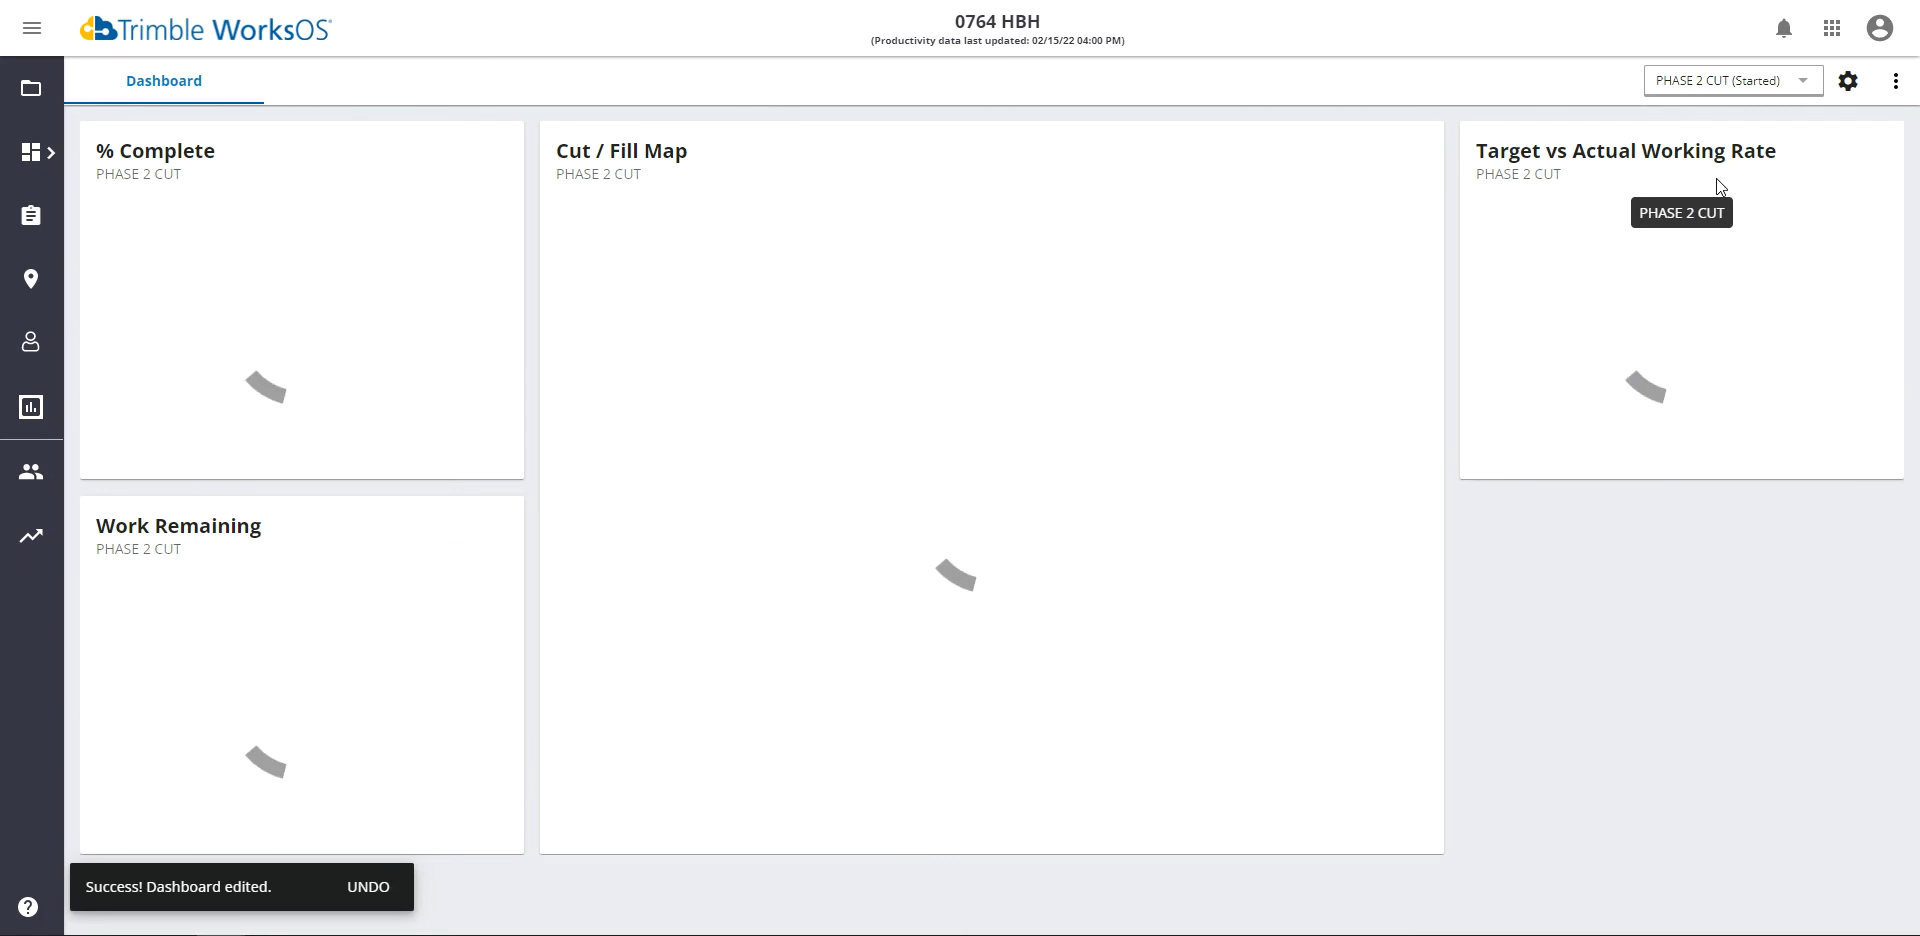 Trimble WorksOS
0764 HBH
(Productivity data last updated: 02/15/22 04:00 PM)
Dashboard
PHASE 2 CUT (Started)
% Complete
PHASE 2 CUT
Cut / Fill Map
PHASE 2 CUT
Target vs Actual Working Rate
PHASE 2 CUT
PHASE 2 CUT
Work Remaining
PHASE 2 CUT
Success! Dashboard edited. UNDO
?